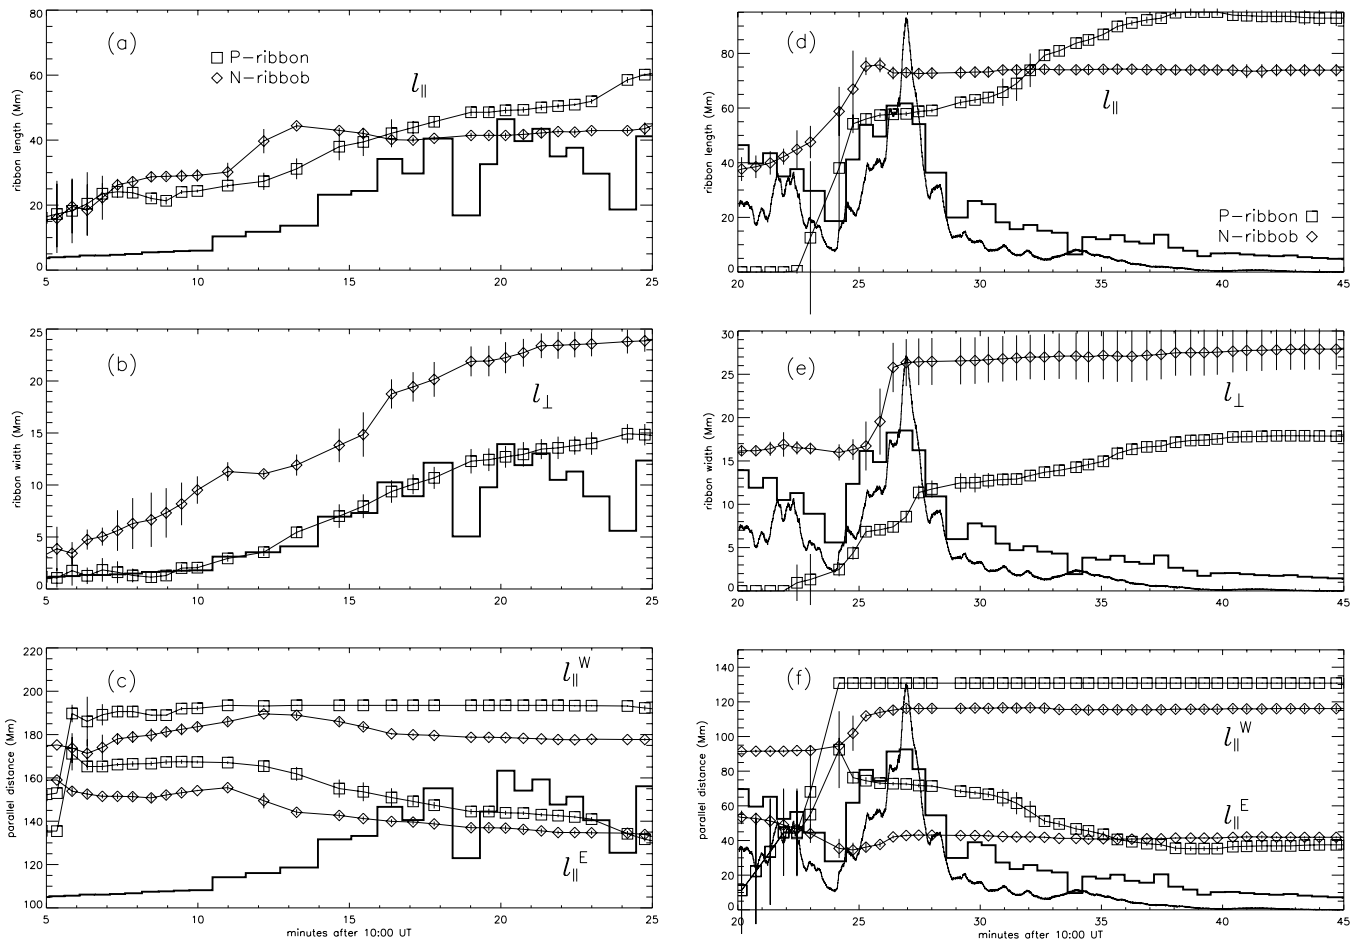 (a)
P-ribbon
N-ribbob
l||
ribbon length (Mm)
80
60
40
20
0
5 10 15 20 25
(d)
l||
P-ribbon
N-ribbob
ribbon length (Mm)
80
60
40
20
0
20 25 30 35 40 45
(b)
l⊥
ribbon width (Mm)
25
20
15
10
5
0
5 10 15 20 25
(e)
l⊥
ribbon width (Mm)
30
25
20
15
10
5
0
20 25 30 35 40 45
(c)
l||W
l||E
parallel distance (Mm)
220
200
180
160
140
120
100
5 10 15 20 25
minutes after 10:00 UT
(f)
l||W
l||E
parallel distance (Mm)
140
120
100
80
60
40
20
0
20 25 30 35 40 45
minutes after 10:00 UT